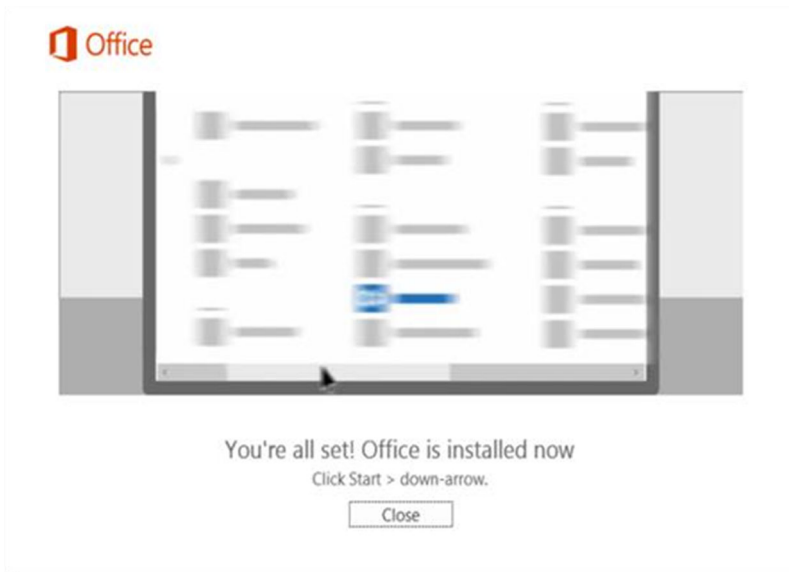 Office
You're all set! Office is installed now
Click Start > down-arrow.
Close